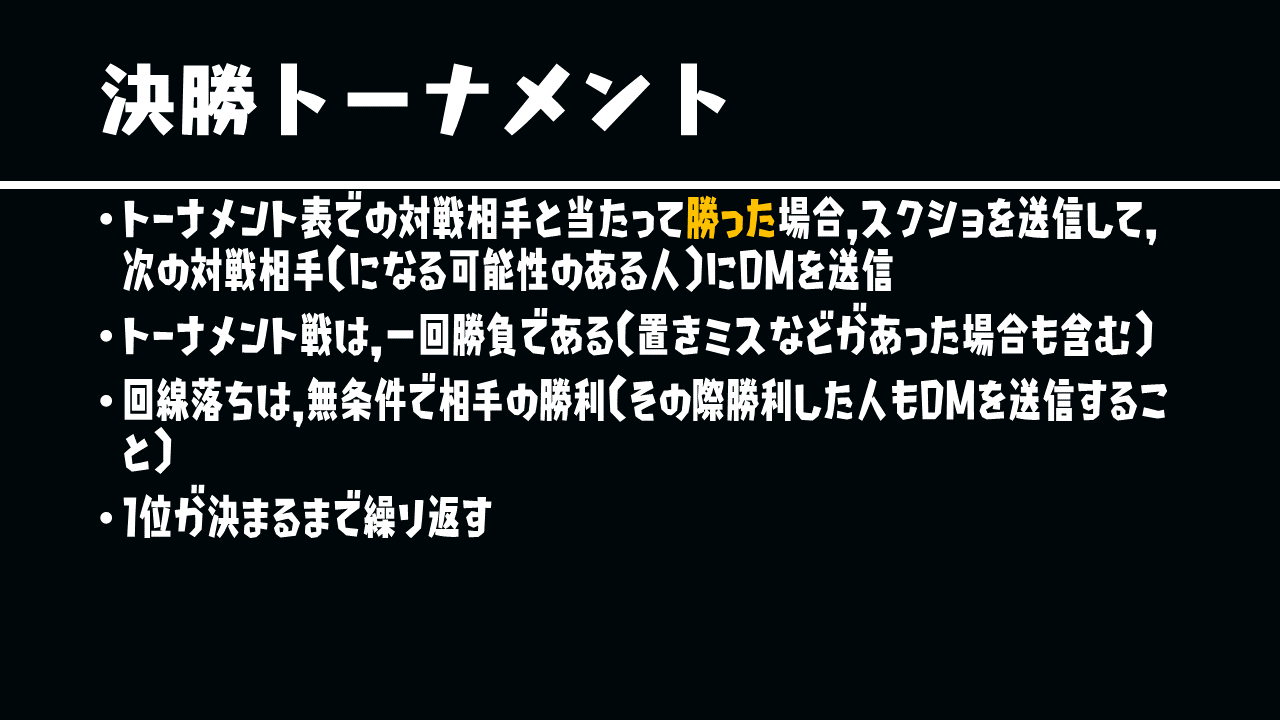 決勝トーナメント
•トーナメント表での対戦相手と当たって勝った場合,スクショを送信して,
次の対戦相手(になる可能性のある人)にDMを送信
•トーナメント戦は,一回勝負である(置きミスなどがあった場合も含む)
•回線落ちは,無条件で相手の勝利(その際勝利した人もDMを送信するこ
と)
•1位が決まるまで繰り返す